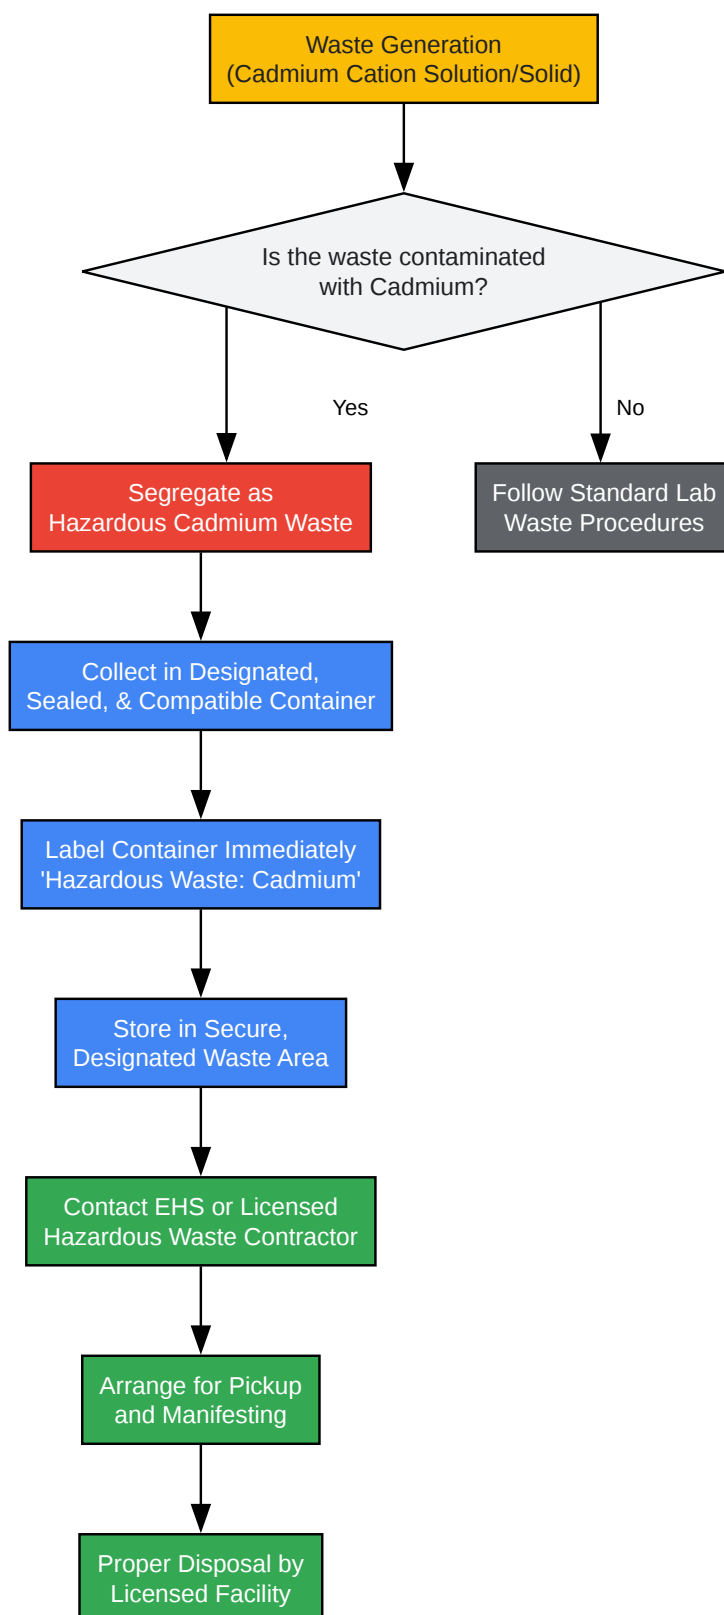 Waste Generation
(Cadmium Cation Solution/Solid)
Is the waste contaminated
with Cadmium?
Yes
No
Segregate as
Hazardous Cadmium Waste
Follow Standard Lab
Waste Procedures
Collect in Designated,
Sealed, & Compatible Container
Label Container Immediately
'Hazardous Waste: Cadmium'
Store in Secure,
Designated Waste Area
Contact EHS or Licensed
Hazardous Waste Contractor
Arrange for Pickup
and Manifesting
Proper Disposal by
Licensed Facility